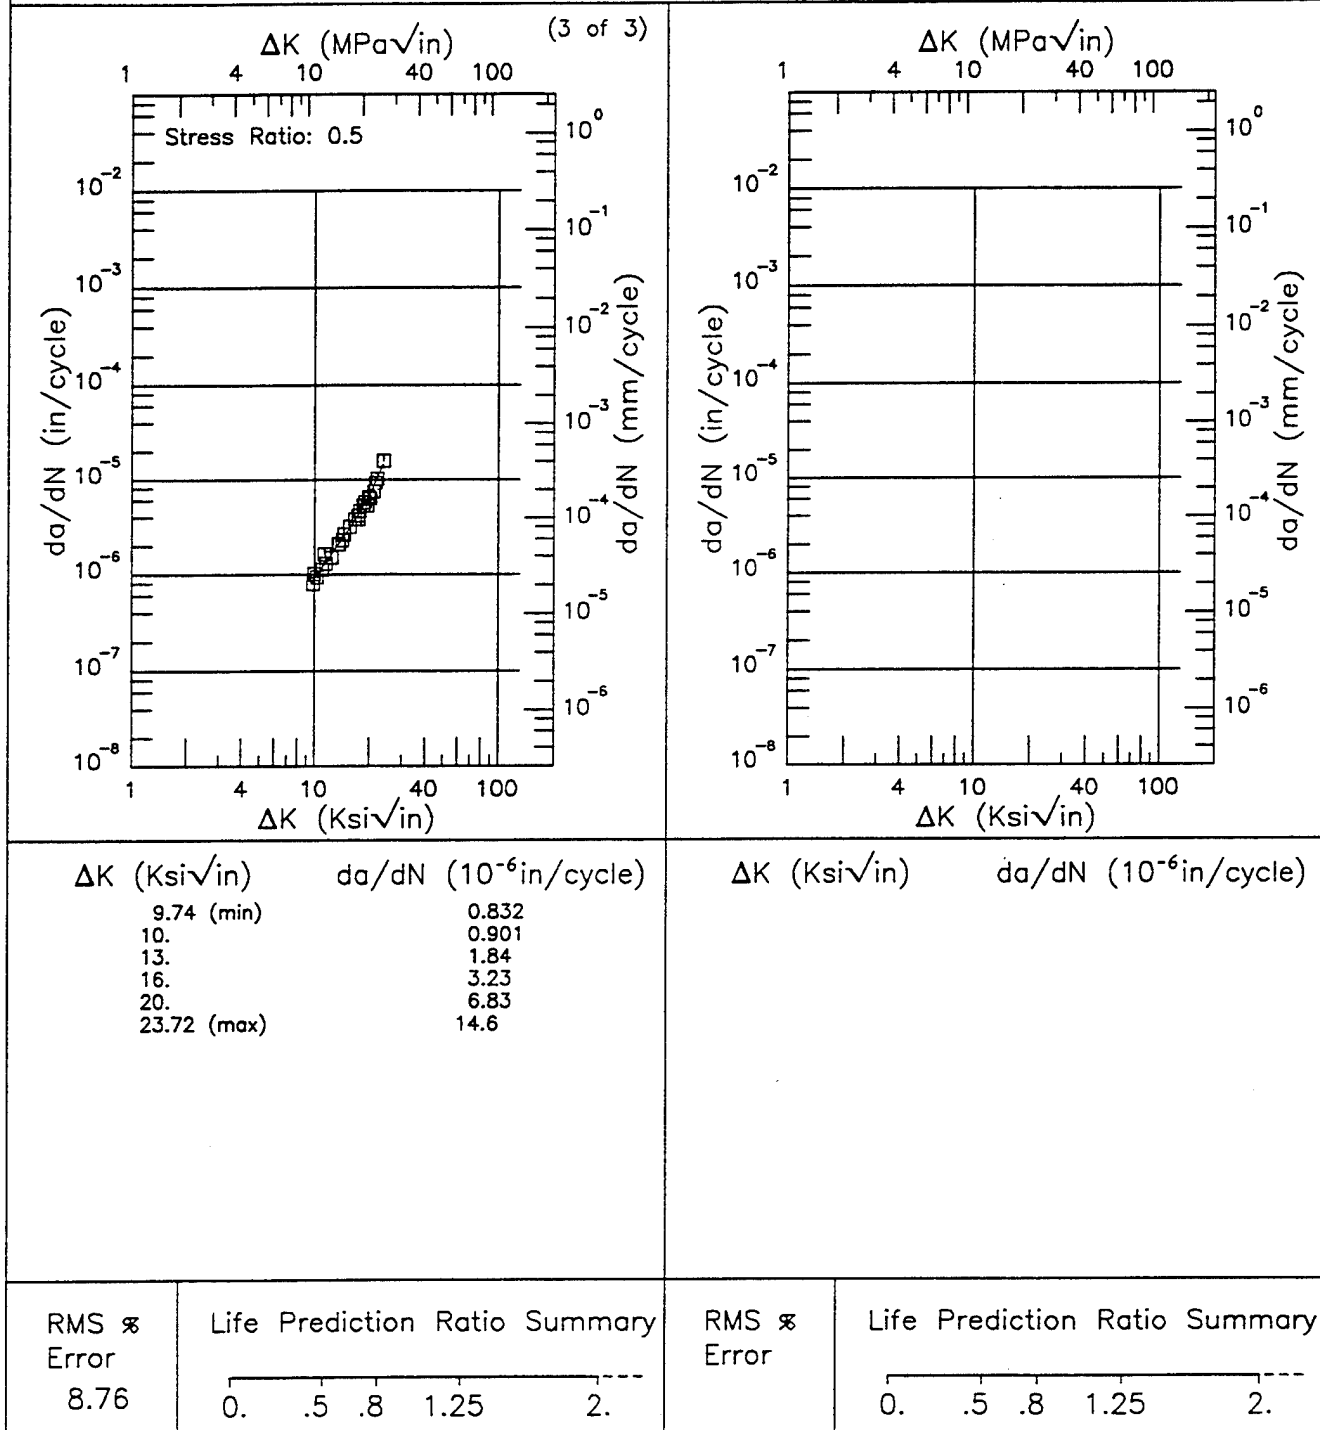 (3 of 3)
ΔK (MPa√in)
1 4 10 40 100
Stress Ratio: 0.5
10⁻²
10⁻³
10⁻⁴
10⁻⁵
10⁻⁶
10⁻⁷
10⁻⁸
da/dN (in/cycle)
10⁰
10⁻¹
10⁻²
10⁻³
10⁻⁴
10⁻⁵
10⁻⁶
da/dN (mm/cycle)
1 4 10 40 100
ΔK (Ksi√in)
ΔK (MPa√in)
1 4 10 40 100
10⁻²
10⁻³
10⁻⁴
10⁻⁵
10⁻⁶
10⁻⁷
10⁻⁸
da/dN (in/cycle)
10⁰
10⁻¹
10⁻²
10⁻³
10⁻⁴
10⁻⁵
10⁻⁶
da/dN (mm/cycle)
1 4 10 40 100
ΔK (Ksi√in)
ΔK (Ksi√in) da/dN (10⁻⁶in/cycle)
9.74 (min) 0.832
10. 0.901
13. 1.84
16. 3.23
20. 6.83
23.72 (max) 14.6
ΔK (Ksi√in) da/dN (10⁻⁶in/cycle)
RMS %
Error
8.76
Life Prediction Ratio Summary
0. .5 .8 1.25 2.
RMS %
Error
Life Prediction Ratio Summary
0. .5 .8 1.25 2.